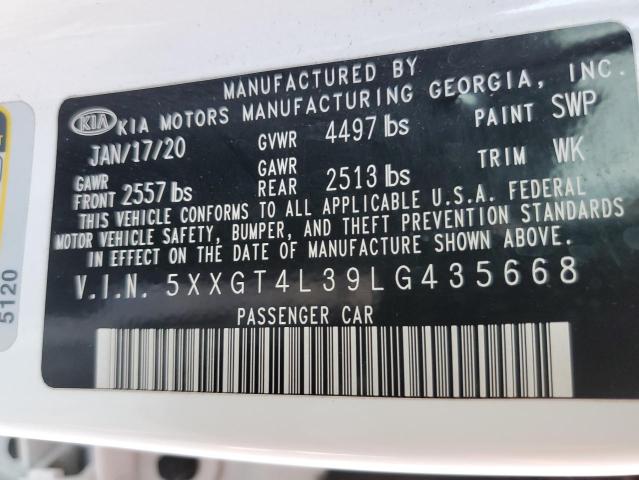 MANUFACTURED BY
KIA KIA MOTORS MANUFACTURING GEORGIA, INC.
JAN/17/20 GVWR 4497 lbs PAINT SWP
GAWR FRONT 2557 lbs GAWR REAR 2513 lbs TRIM WK
THIS VEHICLE CONFORMS TO ALL APPLICABLE U.S.A. FEDERAL
MOTOR VEHICLE SAFETY, BUMPER, AND THEFT PREVENTION STANDARDS
IN EFFECT ON THE DATE OF MANUFACTURE SHOWN ABOVE.
V.I.N. 5XXGT4L39LG435668
PASSENGER CAR
5120